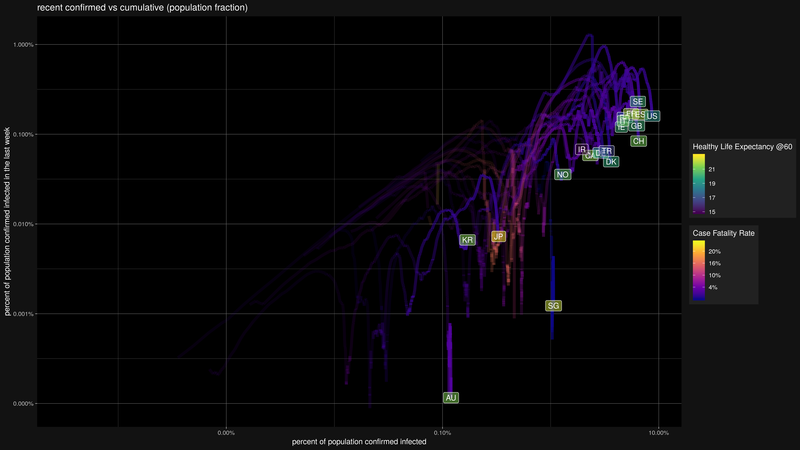 recent confirmed vs cumulative (population fraction)
percent of population confirmed infected in the last week
1.000%
0.100%
0.010%
0.001%
0.000%
SE
US
GB
IE
CH
IR
TR
DK
NO
KR
JP
SG
AU
0.00%
0.10%
10.00%
percent of population confirmed infected
Healthy Life Expectancy @60
21
19
17
15
Case Fatality Rate
20%
16%
10%
4%